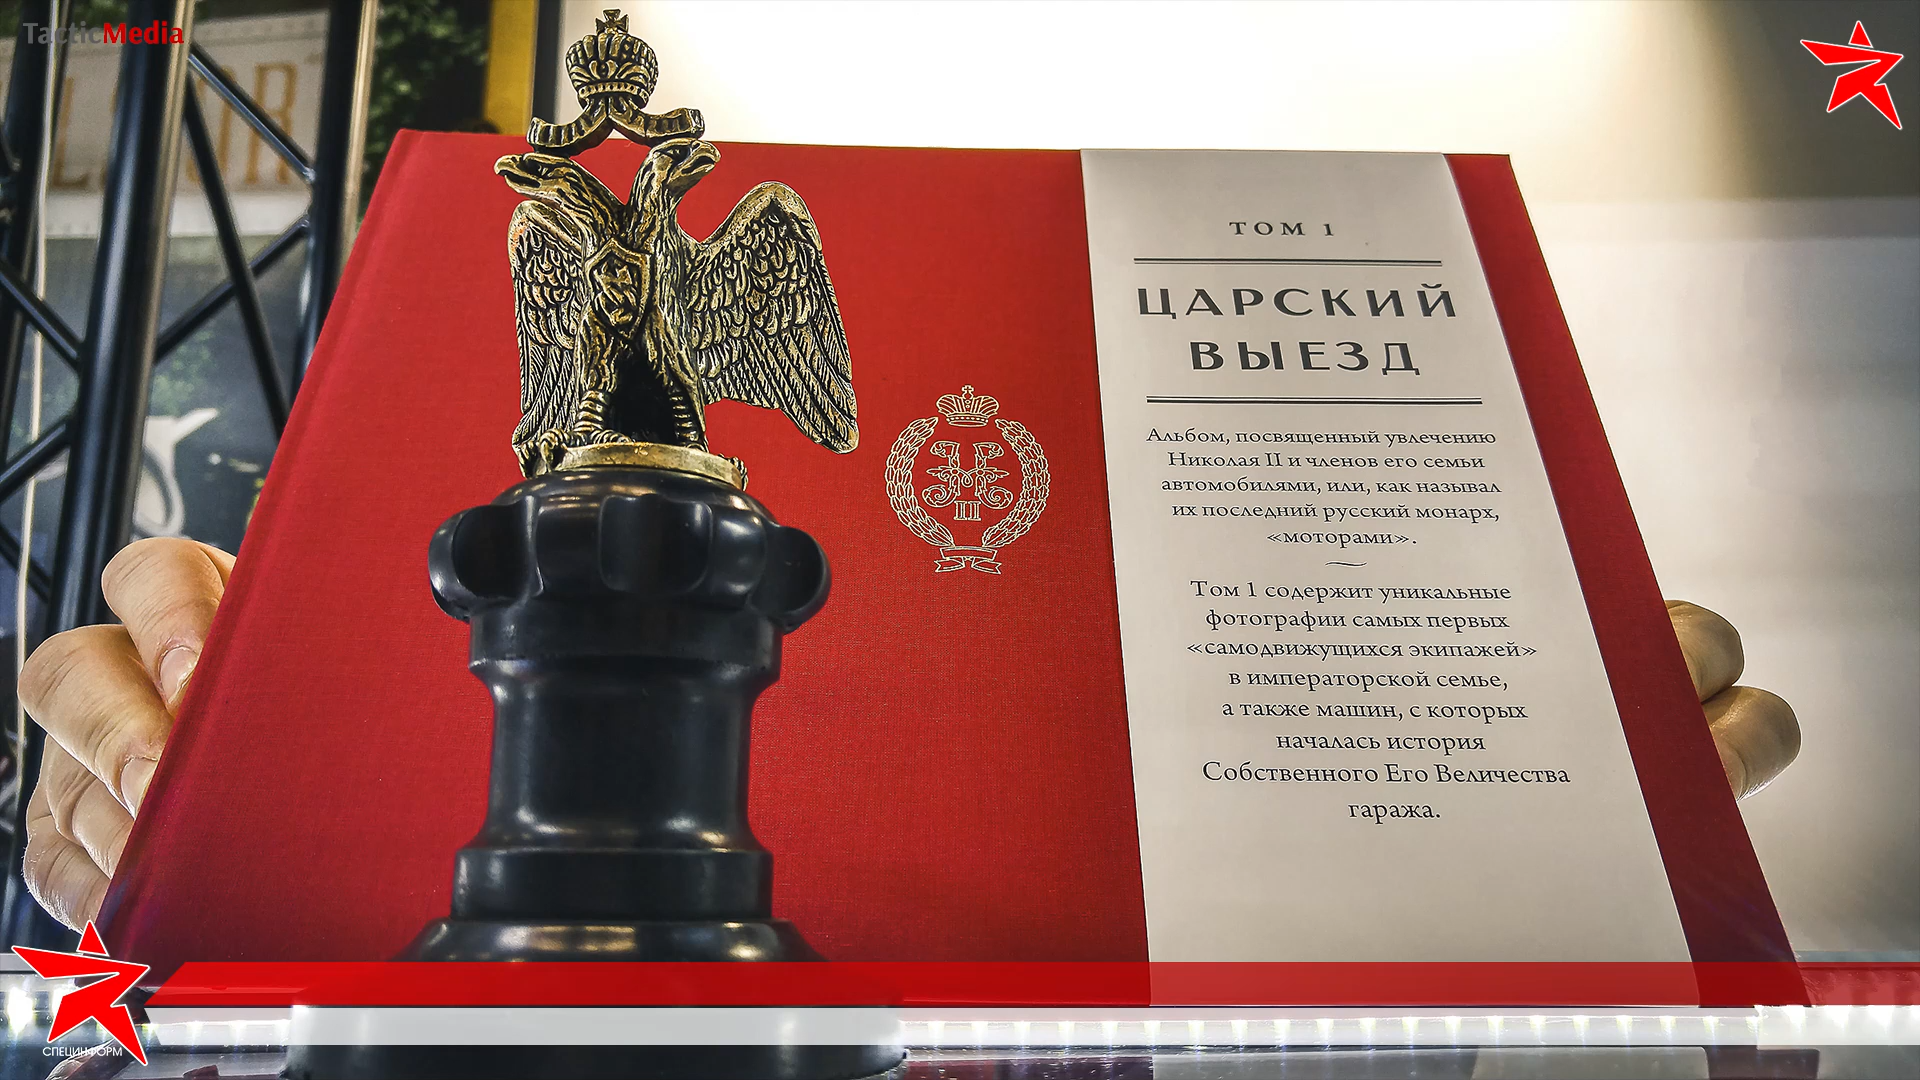 TacticMedia
ТОМ 1
ЦАРСКИЙ
ВЫЕЗД
Альбом, посвященный увлечению
Николая II и членов его семьи
автомобилями, или, как называл
их последний русский монарх,
«моторами».
Том 1 содержит уникальные
фотографии самых первых
«самодвижущихся экипажей»
в императорской семье,
а также машин, с которых
началась история
Собственного Его Величества
гаража.
II
СПЕЦИНФОРМ